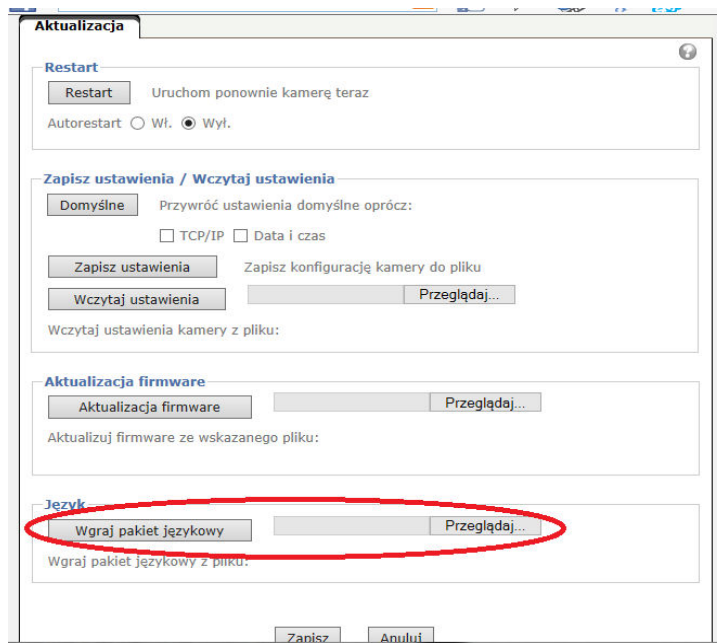 Aktualizacja
Restart
Restart Uruchom ponownie kamerę teraz
Autorestart Wł. Wył.
Zapisz ustawienia / Wczytaj ustawienia
Domyślne Przywróć ustawienia domyślne oprócz:
TCP/IP Data i czas
Zapisz ustawienia Zapisz konfigurację kamery do pliku
Wczytaj ustawienia Przeglądaj...
Wczytaj ustawienia kamery z pliku:
Aktualizacja firmware
Aktualizacja firmware Przeglądaj...
Aktualizuj firmware ze wskazanego pliku:
Język
Wgraj pakiet językowy Przeglądaj...
Wgraj pakiet językowy z pliku:
Zapisz Anuluj